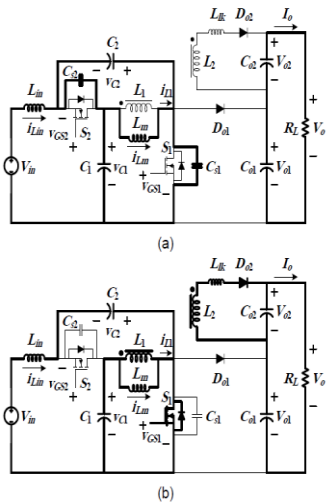 C2
Llk Do2 Io
+
Cs2
− vC2 +
L1 iL1
L2
Co2 Vo2
Lin
+ −
Lm
Do1
iLin vGS2 S2
iLm S1
RL Vo
Vin C1 vC1
vGS1 Cs1
Co1 Vo1
(a)
C2
Llk Do2 Io
− vC2 +
L1 iL1
L2
Co2 Vo2
Lin Cs2
Lm
Do1
iLin vGS2 S2
iLm S1
RL Vo
Vin C1 vC1
vGS1 Cs1
Co1 Vo1
(b)